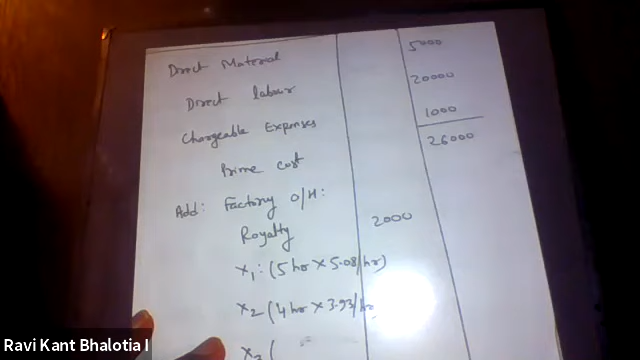 Direct Material 5000
Direct labour 20000
Chargeable Expenses 1000
Prime cost 26000
Add: Factory O/H:
Royalty 2000
X1: (5 hr × 5.08/hr)
X2 (4 hr × 3.93/hr
X3 (
Ravi Kant Bhalotia I